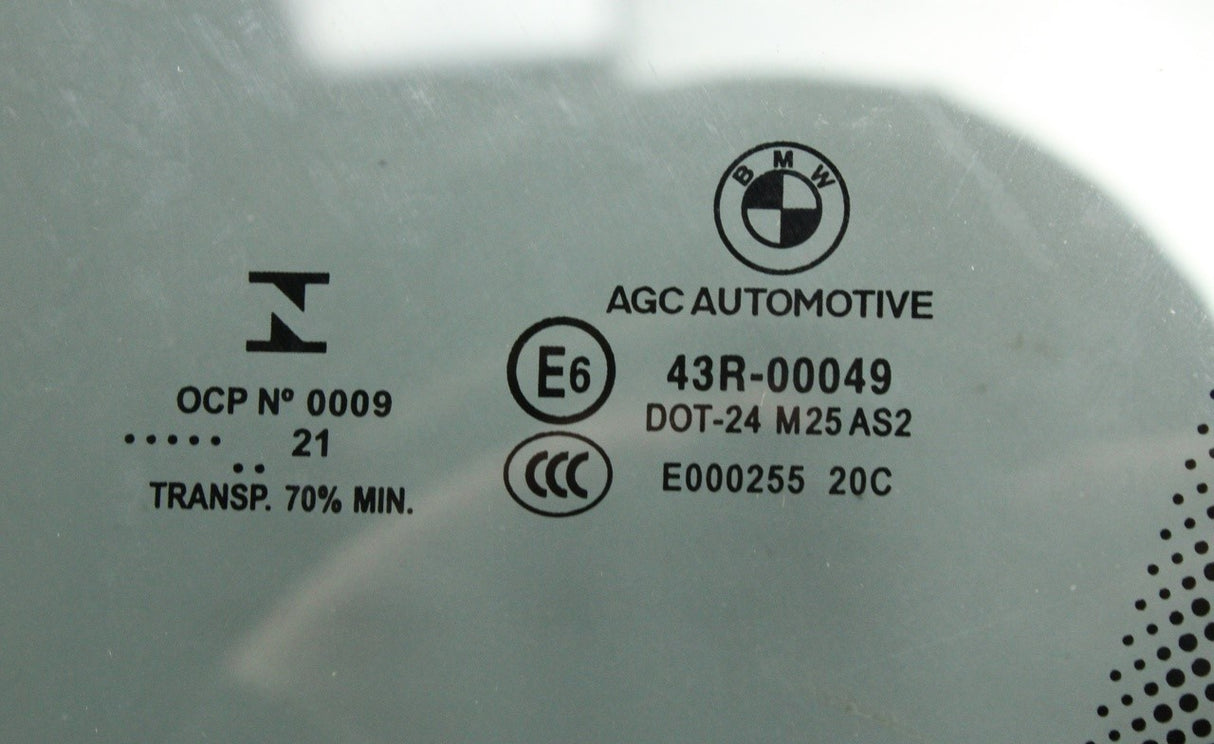 BMW
AGC AUTOMOTIVE
E6 43R-00049
DOT-24 M25 AS2
CCC E000255 20C
OCP Nº 0009
..... 21
..
TRANSP. 70% MIN.